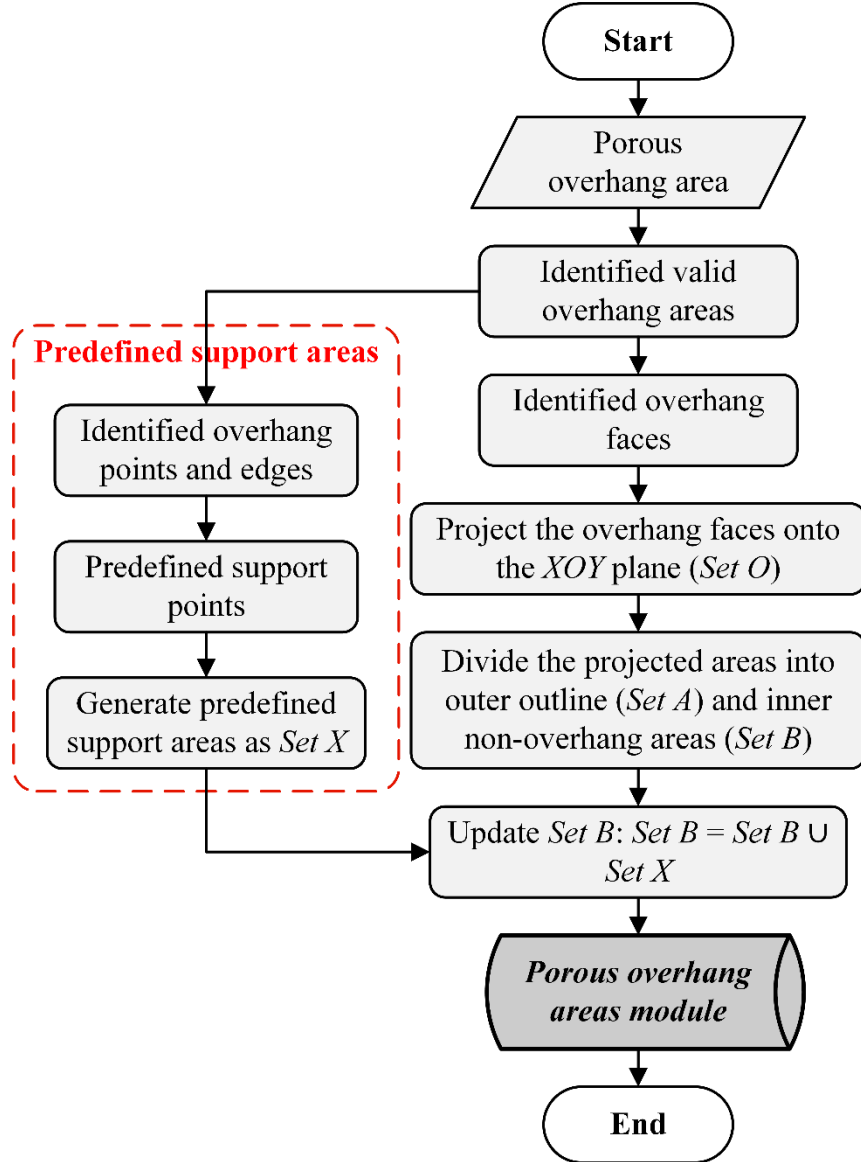 Start
Porous
overhang area
Identified valid
overhang areas
Predefined support areas
Identified overhang
points and edges
Predefined support
points
Generate predefined
support areas as Set X
Identified overhang
faces
Project the overhang faces onto
the XOY plane (Set O)
Divide the projected areas into
outer outline (Set A) and inner
non-overhang areas (Set B)
Update Set B: Set B = Set B ∪
Set X
Porous overhang
areas module
End